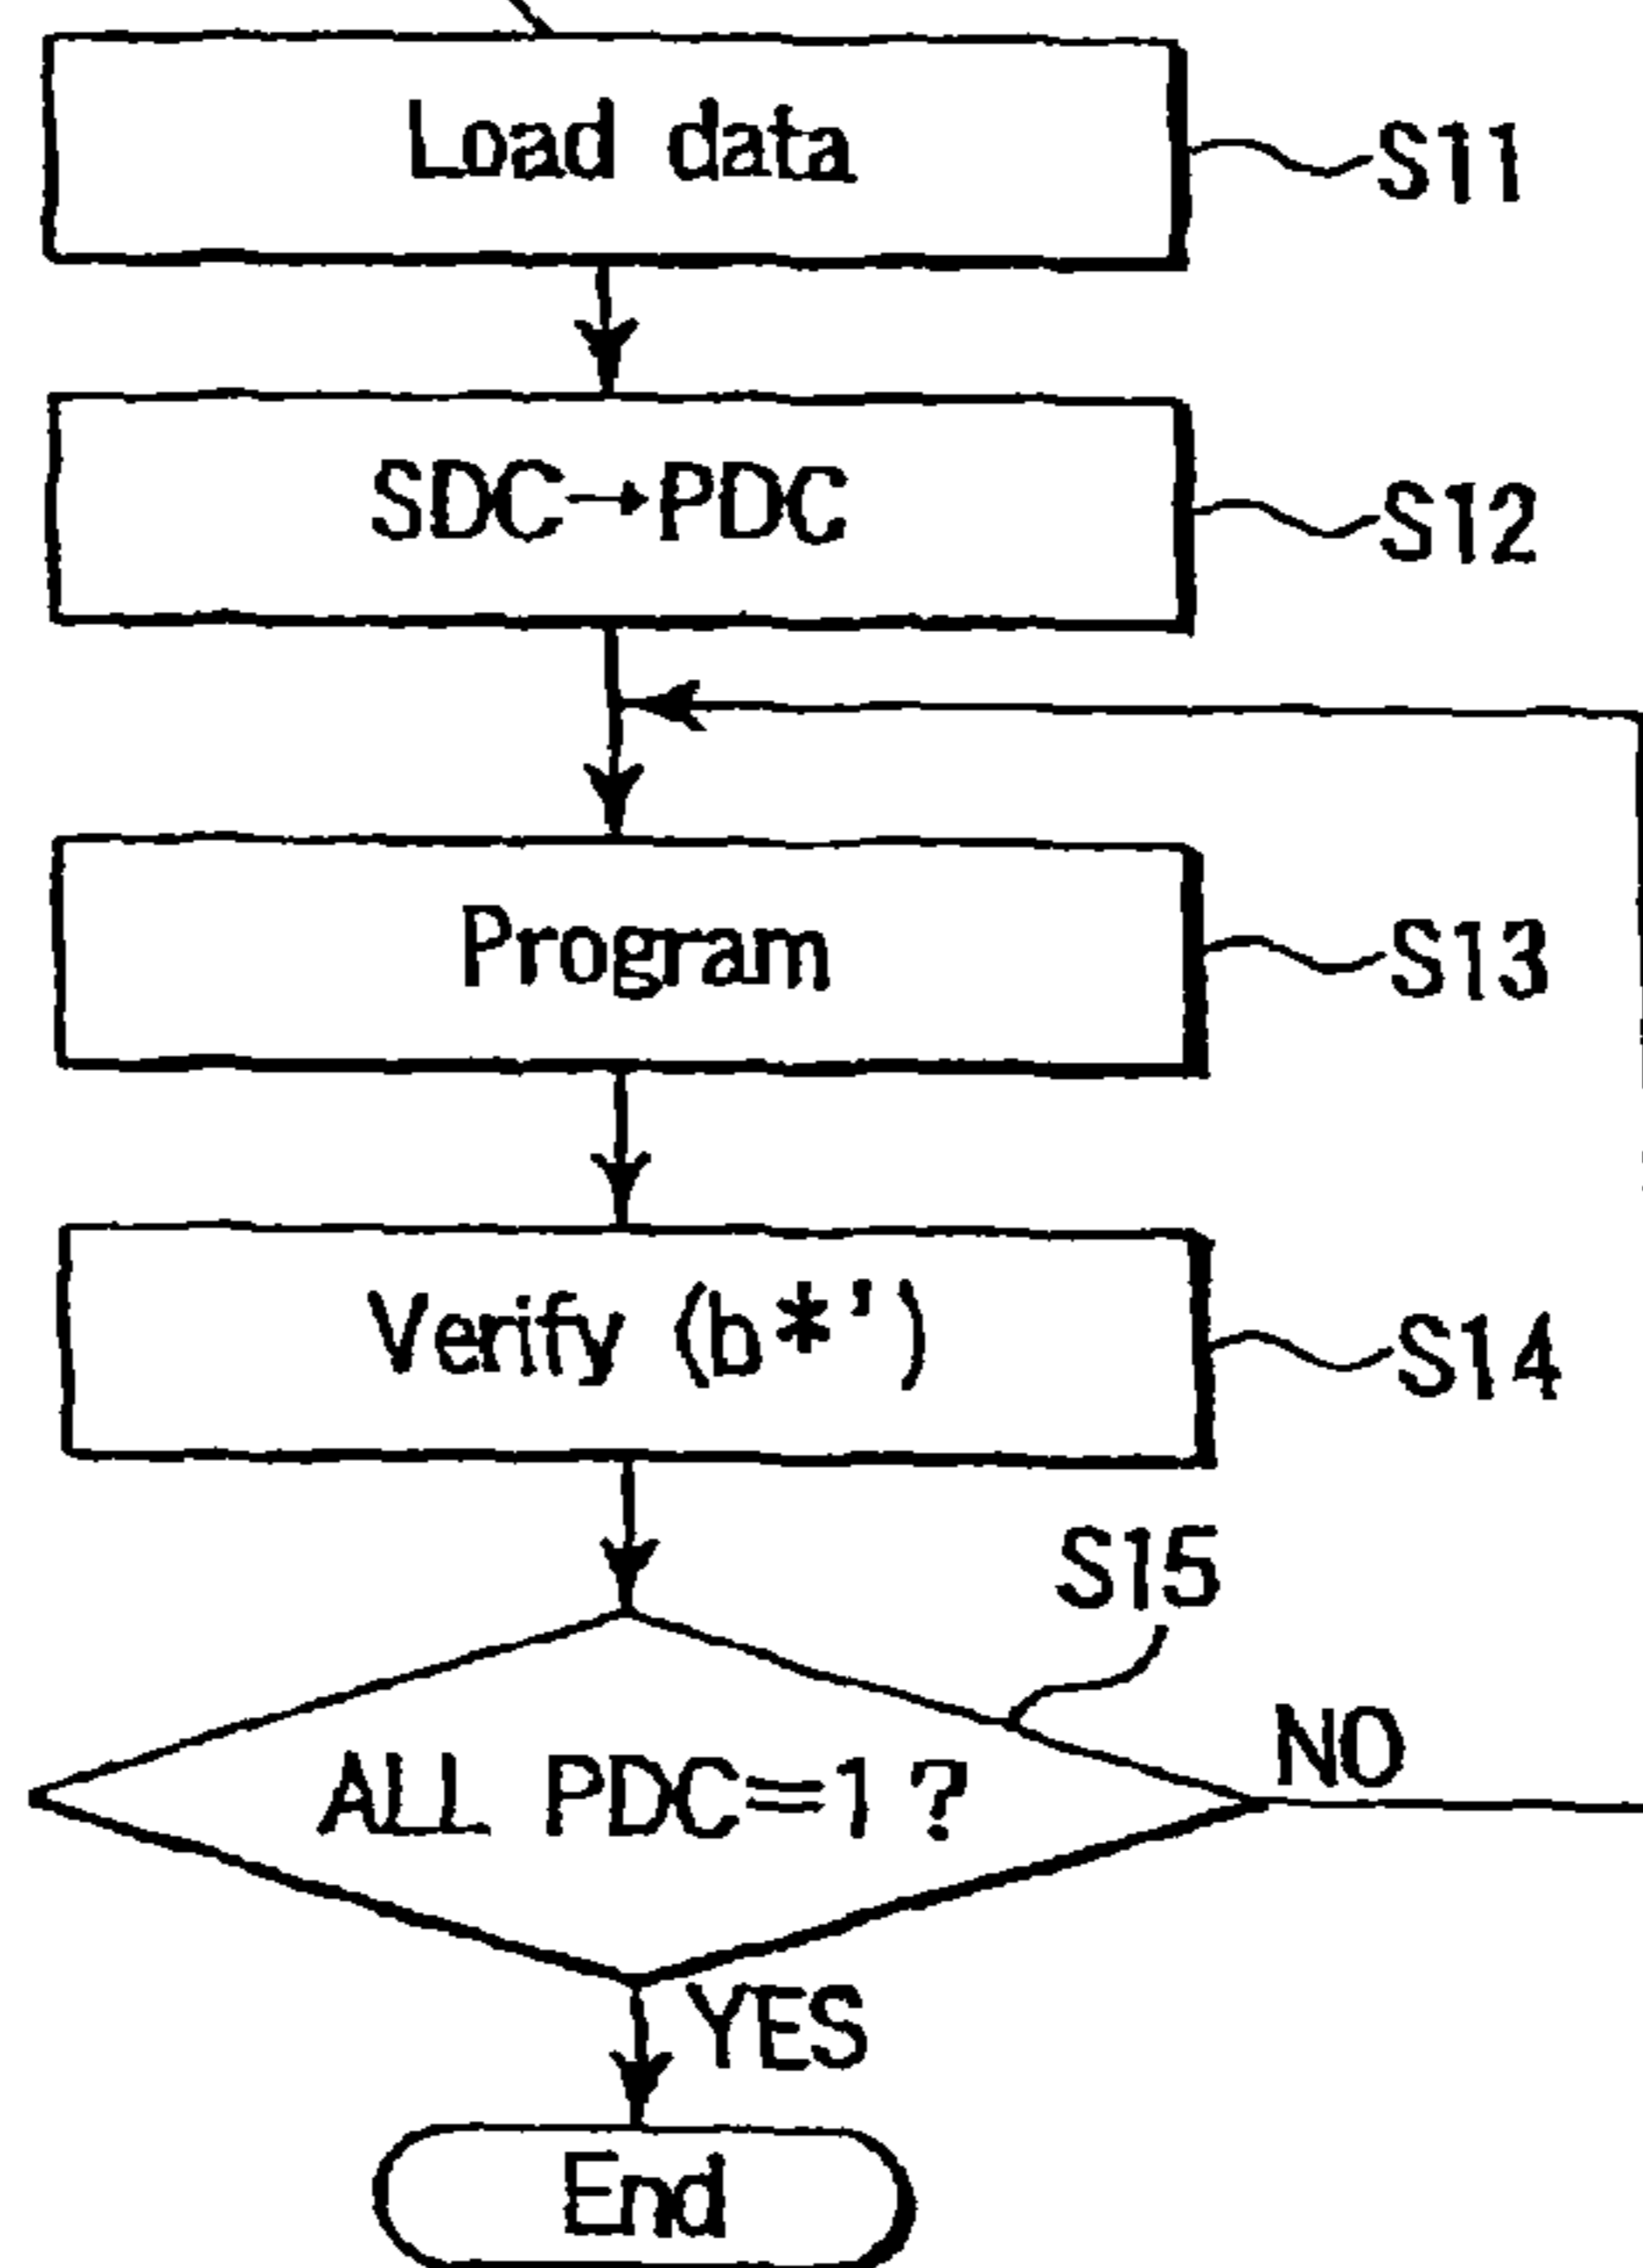 Load data
S11
SDC→PDC
S12
Program
S13
Verify (b*')
S14
S15
ALL PDC=1 ?
NO
YES
End